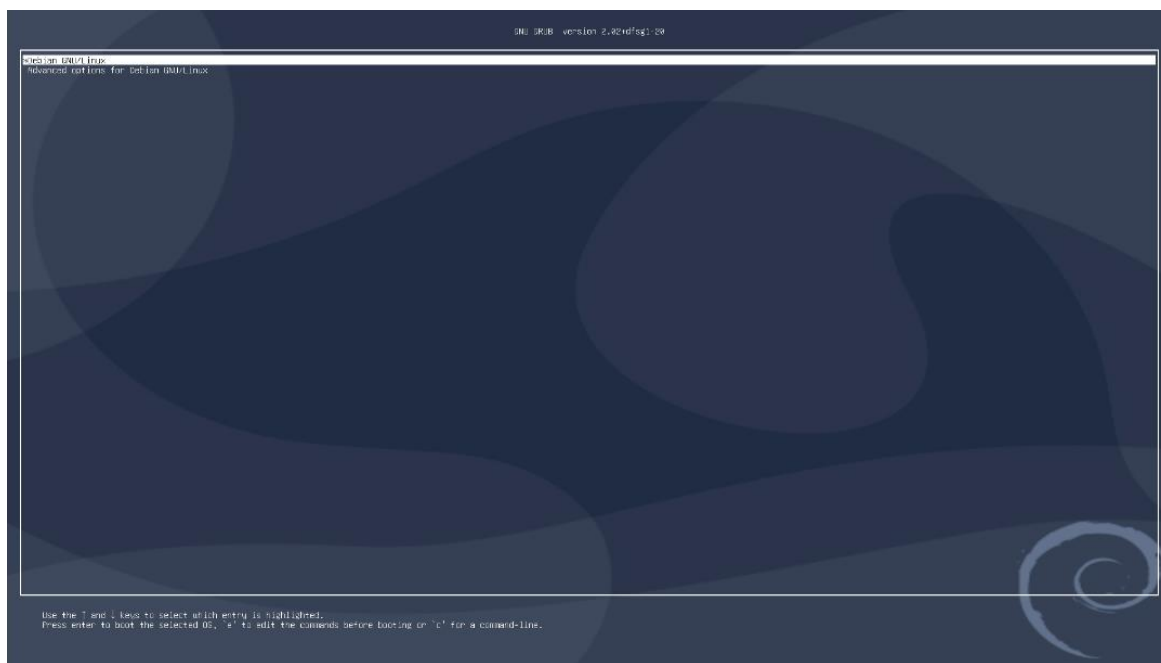 GNU GRUB version 2.02+dfsg1-20
*Debian GNU/Linux
Advanced options for Debian GNU/Linux
Use the ↑ and ↓ keys to select which entry is highlighted.
Press enter to boot the selected OS, `e' to edit the commands before booting or `c' for a command-line.